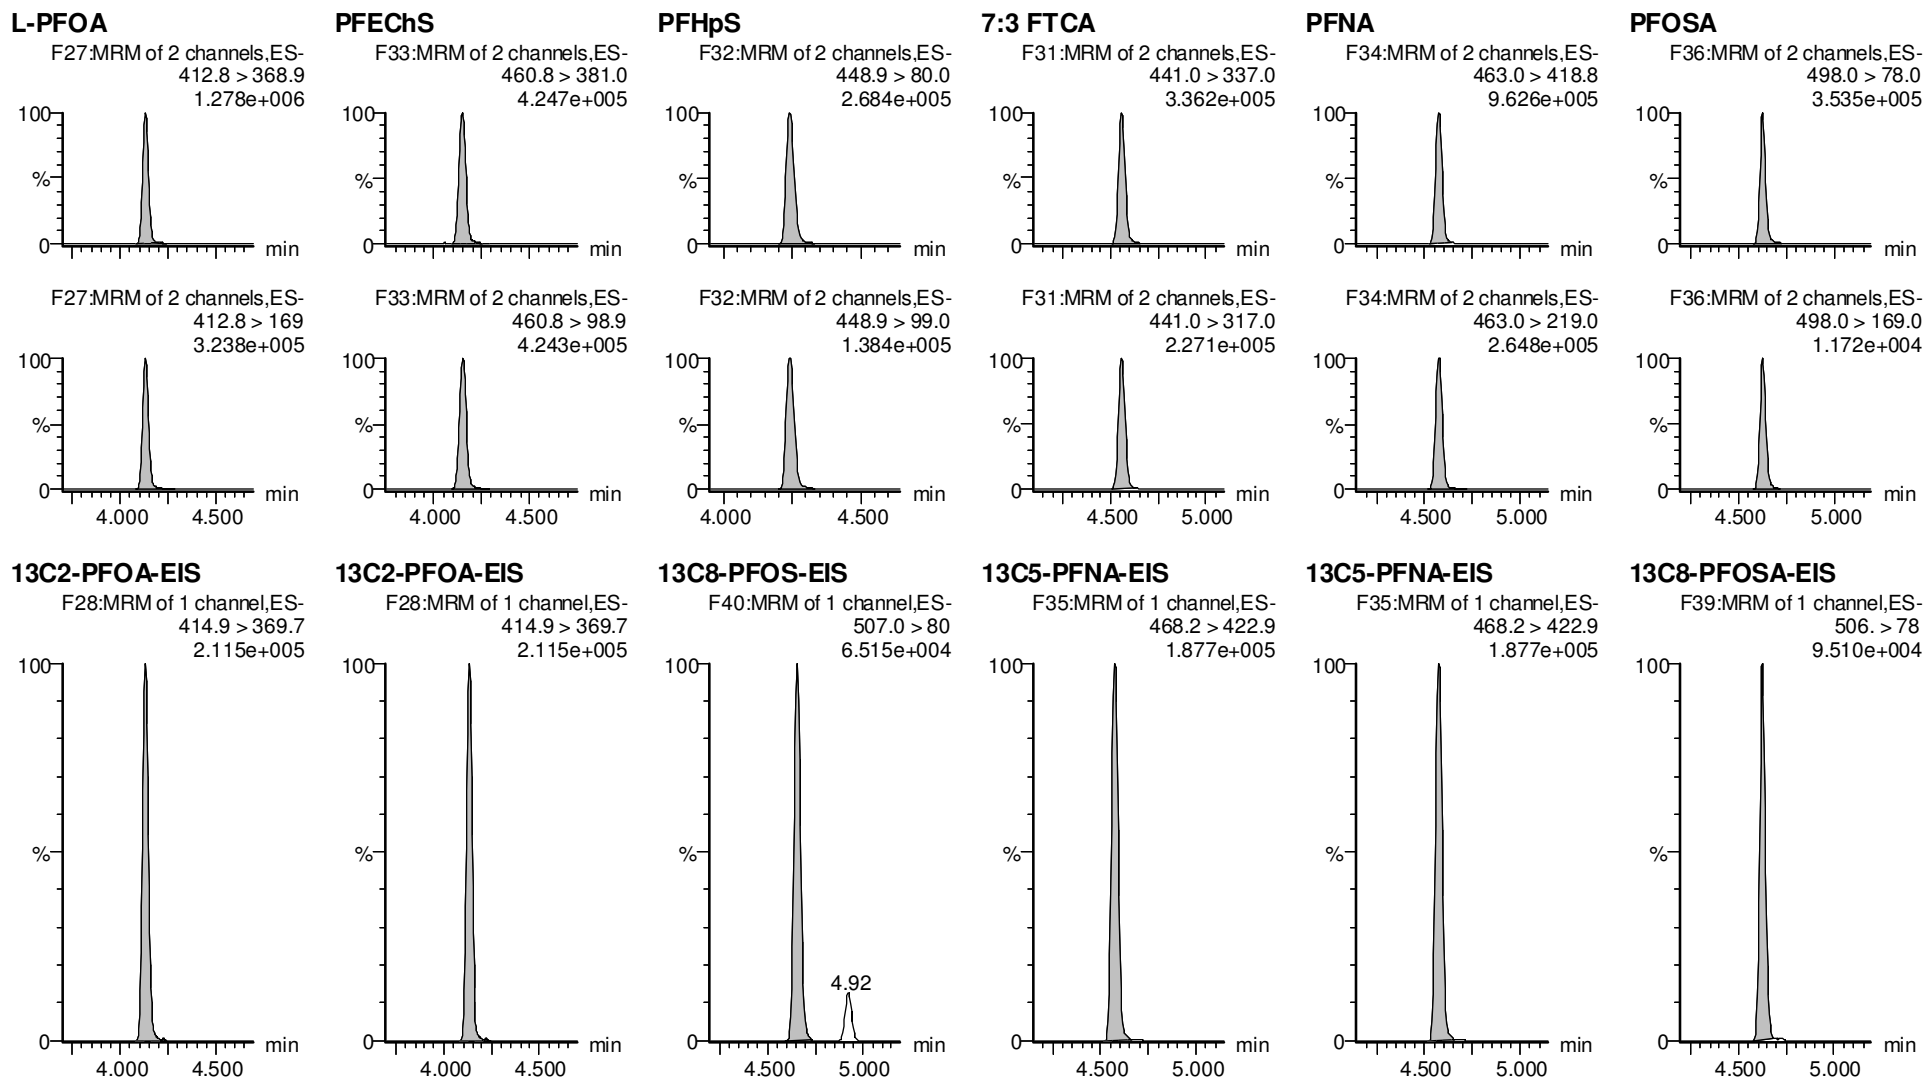 L-PFOA
F27:MRM of 2 channels,ES-
412.8 > 368.9
1.278e+006
100
%
0
min
F27:MRM of 2 channels,ES-
412.8 > 169
3.238e+005
100
%
0
min
4.000 4.500
PFEChS
F33:MRM of 2 channels,ES-
460.8 > 381.0
4.247e+005
100
%
0
min
F33:MRM of 2 channels,ES-
460.8 > 98.9
4.243e+005
100
%
0
min
4.000 4.500
PFHpS
F32:MRM of 2 channels,ES-
448.9 > 80.0
2.684e+005
100
%
0
min
F32:MRM of 2 channels,ES-
448.9 > 99.0
1.384e+005
100
%
0
min
4.000 4.500
7:3 FTCA
F31:MRM of 2 channels,ES-
441.0 > 337.0
3.362e+005
100
%
0
min
F31:MRM of 2 channels,ES-
441.0 > 317.0
2.271e+005
100
%
0
min
4.500 5.000
PFNA
F34:MRM of 2 channels,ES-
463.0 > 418.8
9.626e+005
100
%
0
min
F34:MRM of 2 channels,ES-
463.0 > 219.0
2.648e+005
100
%
0
min
4.500 5.000
PFOSA
F36:MRM of 2 channels,ES-
498.0 > 78.0
3.535e+005
100
%
0
min
F36:MRM of 2 channels,ES-
498.0 > 169.0
1.172e+004
100
%
0
min
4.500 5.000
13C2-PFOA-EIS
F28:MRM of 1 channel,ES-
414.9 > 369.7
2.115e+005
100
%
0
min
4.000 4.500
13C2-PFOA-EIS
F28:MRM of 1 channel,ES-
414.9 > 369.7
2.115e+005
100
%
0
min
4.000 4.500
13C8-PFOS-EIS
F40:MRM of 1 channel,ES-
507.0 > 80
6.515e+004
100
%
4.92
0
min
4.500 5.000
13C5-PFNA-EIS
F35:MRM of 1 channel,ES-
468.2 > 422.9
1.877e+005
100
%
0
min
4.500 5.000
13C5-PFNA-EIS
F35:MRM of 1 channel,ES-
468.2 > 422.9
1.877e+005
100
%
0
min
4.500 5.000
13C8-PFOSA-EIS
F39:MRM of 1 channel,ES-
506. > 78
9.510e+004
100
%
0
min
4.500 5.000